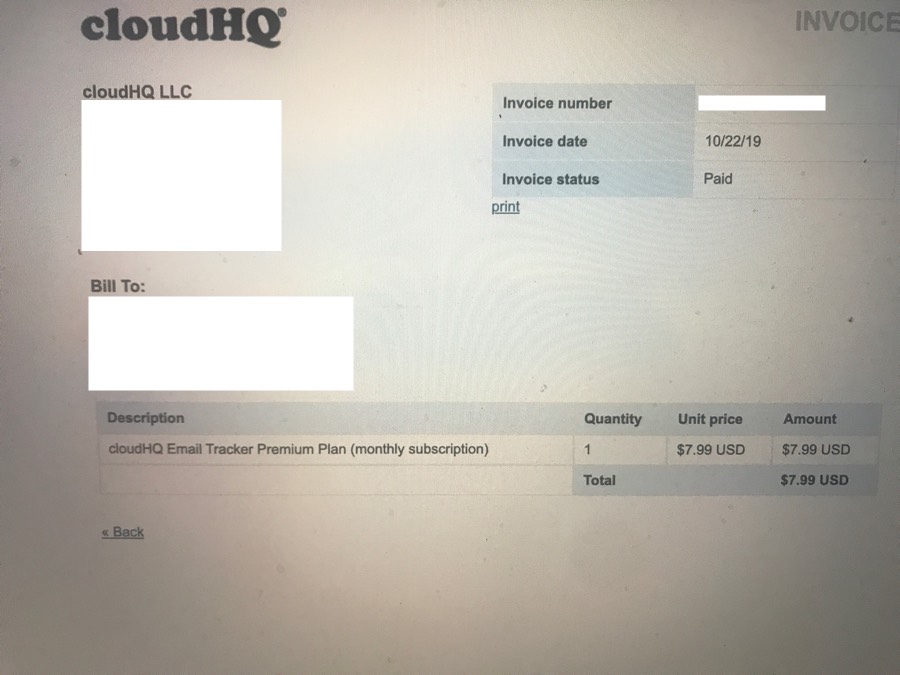 cloudHQ®
INVOICE
cloudHQ LLC
Invoice number
Invoice date 10/22/19
Invoice status Paid
print
Bill To:
Description Quantity Unit price Amount
cloudHQ Email Tracker Premium Plan (monthly subscription) 1 $7.99 USD $7.99 USD
Total $7.99 USD
« Back